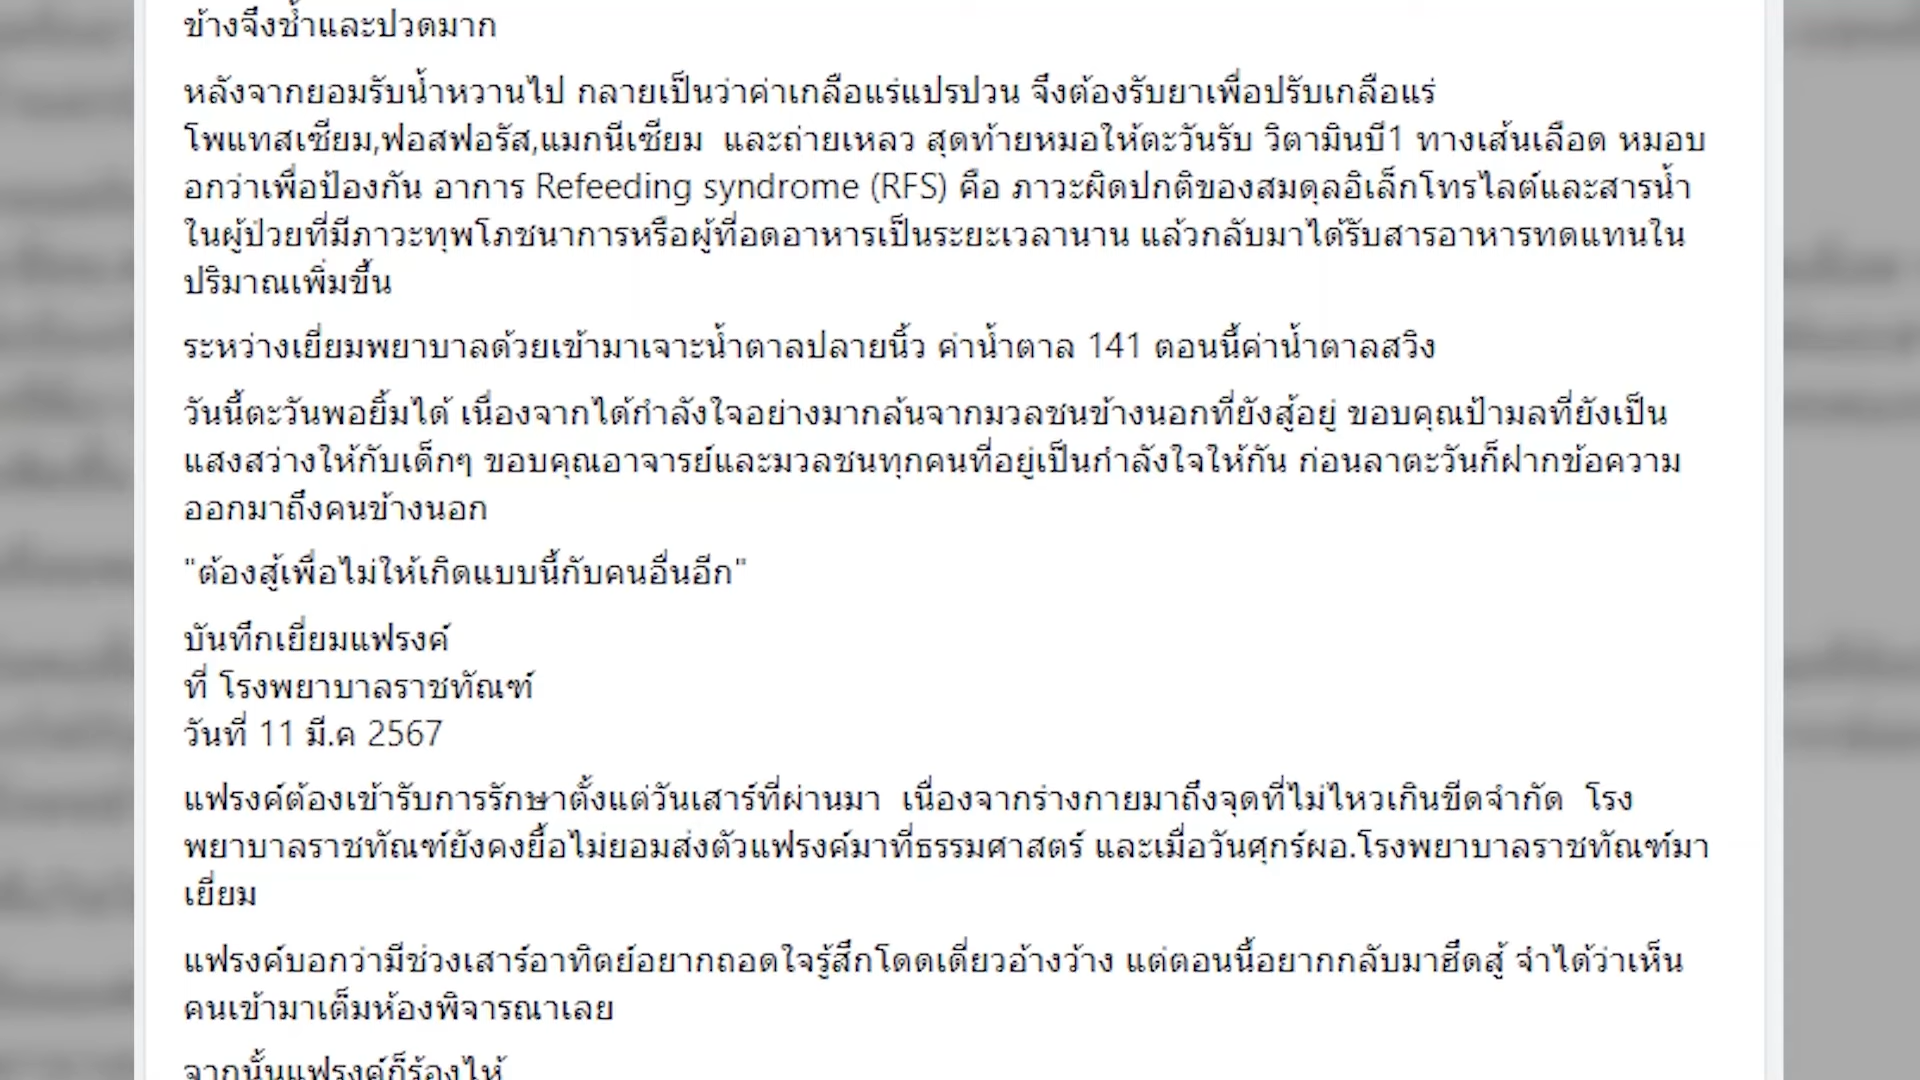 ข้างจึงช้ำและปวดมาก
หลังจากยอมรับน้ำหวานไป กลายเป็นว่าค่าเกลือแร่แปรปวน จึงต้องรับยาเพื่อปรับเกลือแร่
โพแทสเซียม,ฟอสฟอรัส,แมกนีเซียม และถ่ายเหลว สุดท้ายหมอให้ตะวันรับ วิตามินบี1 ทางเส้นเลือด หมอบ
อกว่าเพื่อป้องกัน อาการ Refeeding syndrome (RFS) คือ ภาวะผิดปกติของสมดุลอิเล็กโทรไลต์และสารน้ำ
ในผู้ป่วยที่มีภาวะทุพโภชนาการหรือผู้ที่อดอาหารเป็นระยะเวลานาน แล้วกลับมาได้รับสารอาหารทดแทนใน
ปริมาณเพิ่มขึ้น
ระหว่างเยี่ยมพยาบาลด้วยเข้ามาเจาะน้ำตาลปลายนิ้ว ค่าน้ำตาล 141 ตอนนี้ค่าน้ำตาลสวิง
วันนี้ตะวันพอยิ้มได้ เนื่องจากได้กำลังใจอย่างมากล้นจากมวลชนข้างนอกที่ยังสู้อยู่ ขอบคุณป้ามลที่ยังเป็น
แสงสว่างให้กับเด็กๆ ขอบคุณอาจารย์และมวลชนทุกคนที่อยู่เป็นกำลังใจให้กัน ก่อนลาตะวันก็ฝากข้อความ
ออกมาถึงคนข้างนอก
"ต้องสู้เพื่อไม่ให้เกิดแบบนี้กับคนอื่นอีก"
บันทึกเยี่ยมแฟรงค์
ที่ โรงพยาบาลราชทัณฑ์
วันที่ 11 มี.ค 2567
แฟรงค์ต้องเข้ารับการรักษาตั้งแต่วันเสาร์ที่ผ่านมา เนื่องจากร่างกายมาถึงจุดที่ไม่ไหวเกินขีดจำกัด โรง
พยาบาลราชทัณฑ์ยังคงยื้อไม่ยอมส่งตัวแฟรงค์มาที่ธรรมศาสตร์ และเมื่อวันศุกร์ผอ.โรงพยาบาลราชทัณฑ์มา
เยี่ยม
แฟรงค์บอกว่ามีช่วงเสาร์อาทิตย์อยากถอดใจรู้สึกโดดเดี่ยวอ้างว้าง แต่ตอนนี้อยากกลับมาฮึดสู้ จำได้ว่าเห็น
คนเข้ามาเต็มห้องพิจารณาเลย
จากนั้นแฟรงค์ก็ร้องไห้